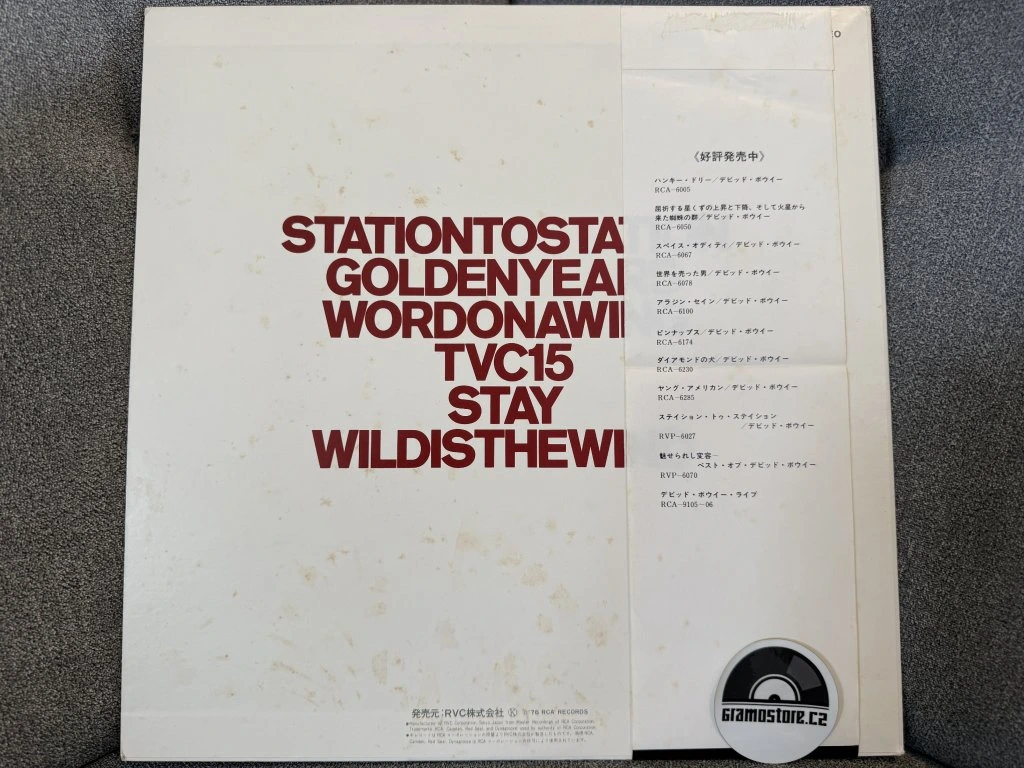 STATIONTOSTAT
GOLDENYEAR
WORDONAWIN
TVC15
STAY
WILDISTHEWI
発売元:RVC株式会社 Ⓚ Ⓟ'76 RCA RECORDS
O
《好評発売中》
ハンキー・ドリー/デビッド・ボウイー
RCA-6005
屈折する星くずの上昇と下降、そして火星から
来た蜘蛛の群/デビッド・ボウイー
RCA-6050
スペイス・オディティ/デビッド・ボウイー
RCA-6067
世界を売った男/デビッド・ボウイー
RCA-6078
アラジン・セイン/デビッド・ボウイー
RCA-6100
ピンナップス/デビッド・ボウイー
RCA-6174
ダイアモンドの犬/デビッド・ボウイー
RCA-6230
ヤング・アメリカン/デビッド・ボウイー
RCA-6285
ステイション・トゥ・ステイション
/デビッド・ボウイー
RVP-6027
魅せられし変容—
ベスト・オブ・デビッド・ボウイー
RVP-6070
デビッド・ボウイー・ライブ
RCA-9105~06
GRAMOSTORE.CZ